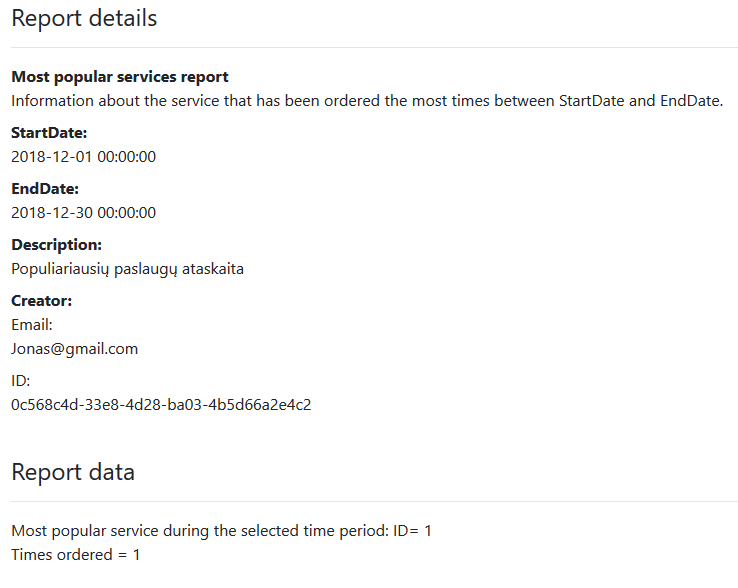 Report details
Most popular services report
Information about the service that has been ordered the most times between StartDate and EndDate.
StartDate:
2018-12-01 00:00:00
EndDate:
2018-12-30 00:00:00
Description:
Populiariausių paslaugų ataskaita
Creator:
Email:
Jonas@gmail.com
ID:
0c568c4d-33e8-4d28-ba03-4b5d66a2e4c2
Report data
Most popular service during the selected time period: ID= 1
Times ordered = 1